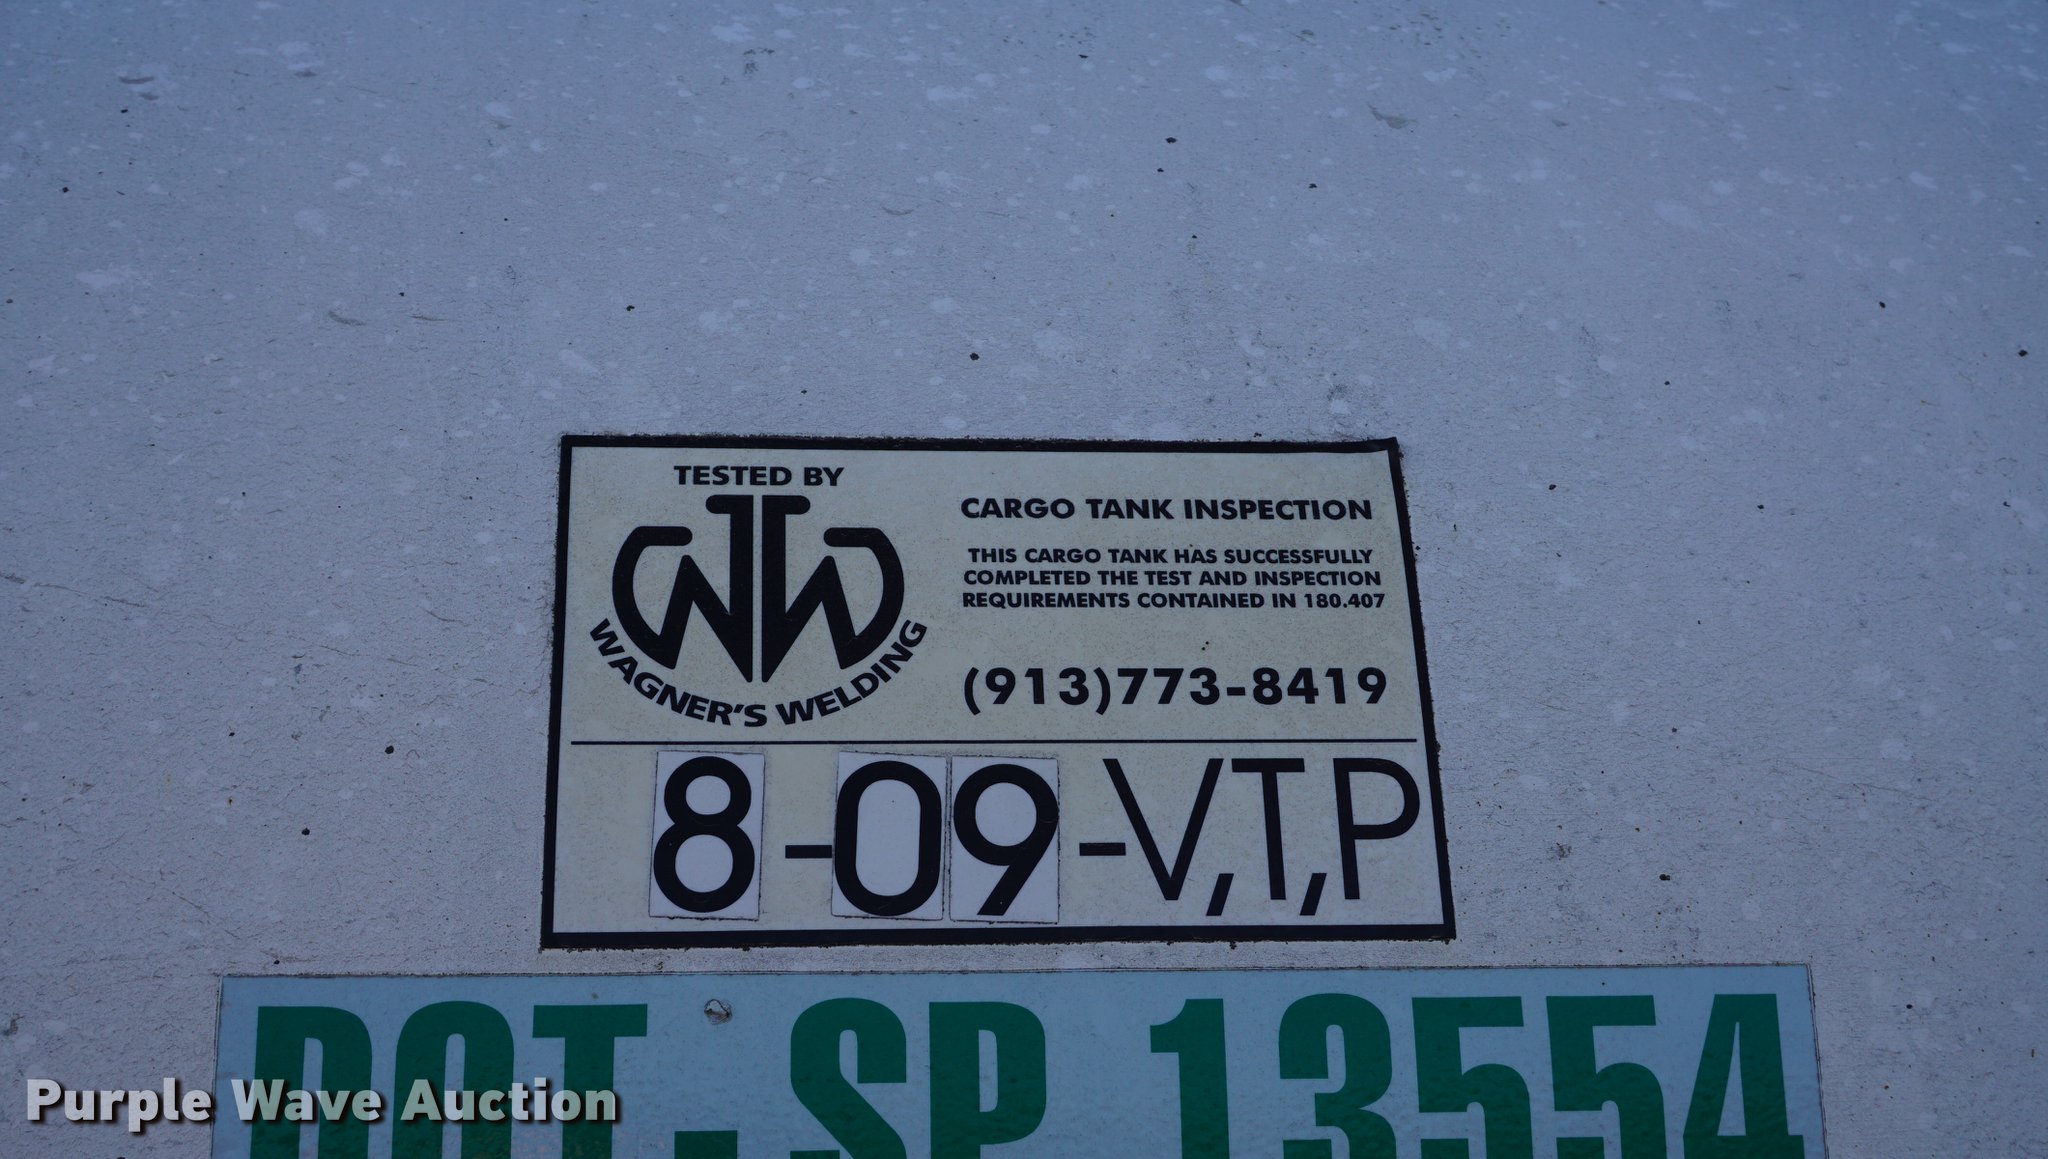 TESTED BY
WAGNER'S WELDING
CARGO TANK INSPECTION
THIS CARGO TANK HAS SUCCESSFULLY
COMPLETED THE TEST AND INSPECTION
REQUIREMENTS CONTAINED IN 180.407
(913)773-8419
8-09-V,T,P
DOT-SP 13554
Purple Wave Auction